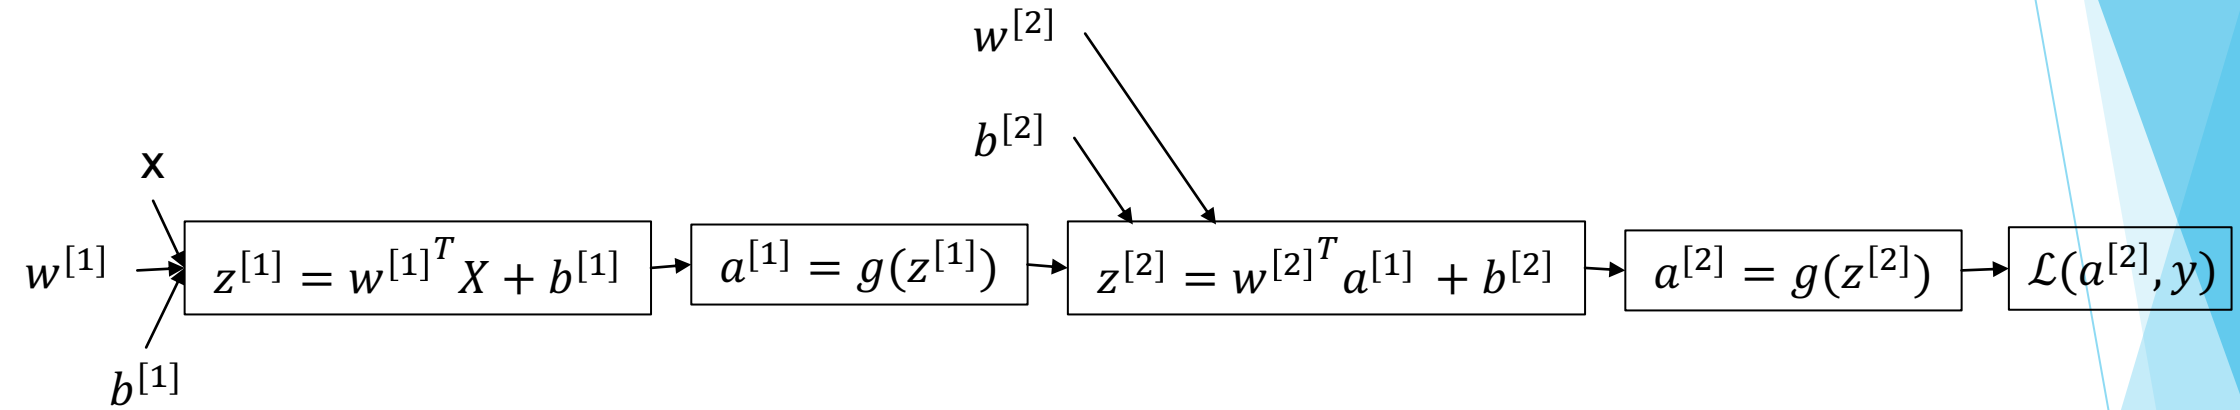 w^{[2]}
b^{[2]}
x
w^{[1]}
z^{[1]} = w^{[1]^T} X + b^{[1]}
a^{[1]} = g(z^{[1]})
z^{[2]} = w^{[2]^T} a^{[1]} + b^{[2]}
a^{[2]} = g(z^{[2]})
ℒ(a^{[2]}, y)
b^{[1]}